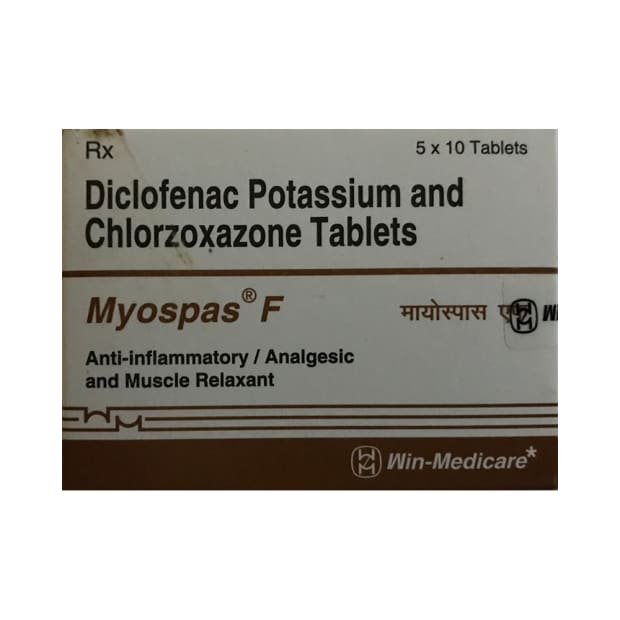 Rx
5 x 10 Tablets
Diclofenac Potassium and
Chlorzoxazone Tablets
Myospas® F
मायोस्पास
Anti-inflammatory / Analgesic
and Muscle Relaxant
Win-Medicare*